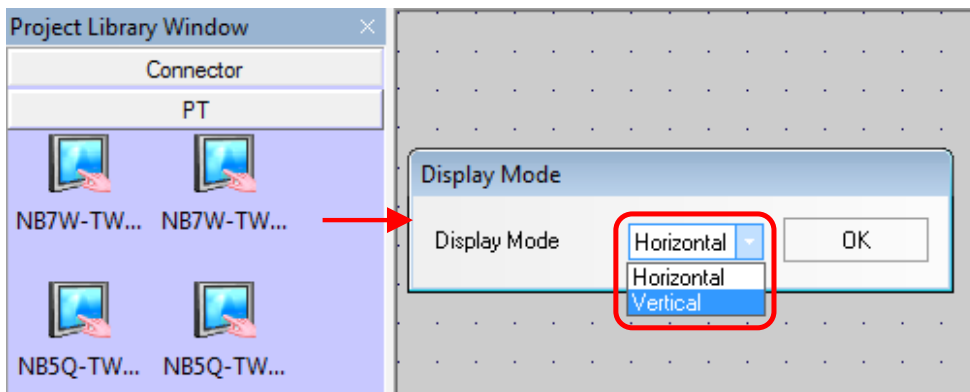 Project Library Window
Connector
PT
NB7W-TW... NB7W-TW...
NB5Q-TW... NB5Q-TW...
Display Mode
Display Mode Horizontal OK
Horizontal
Vertical